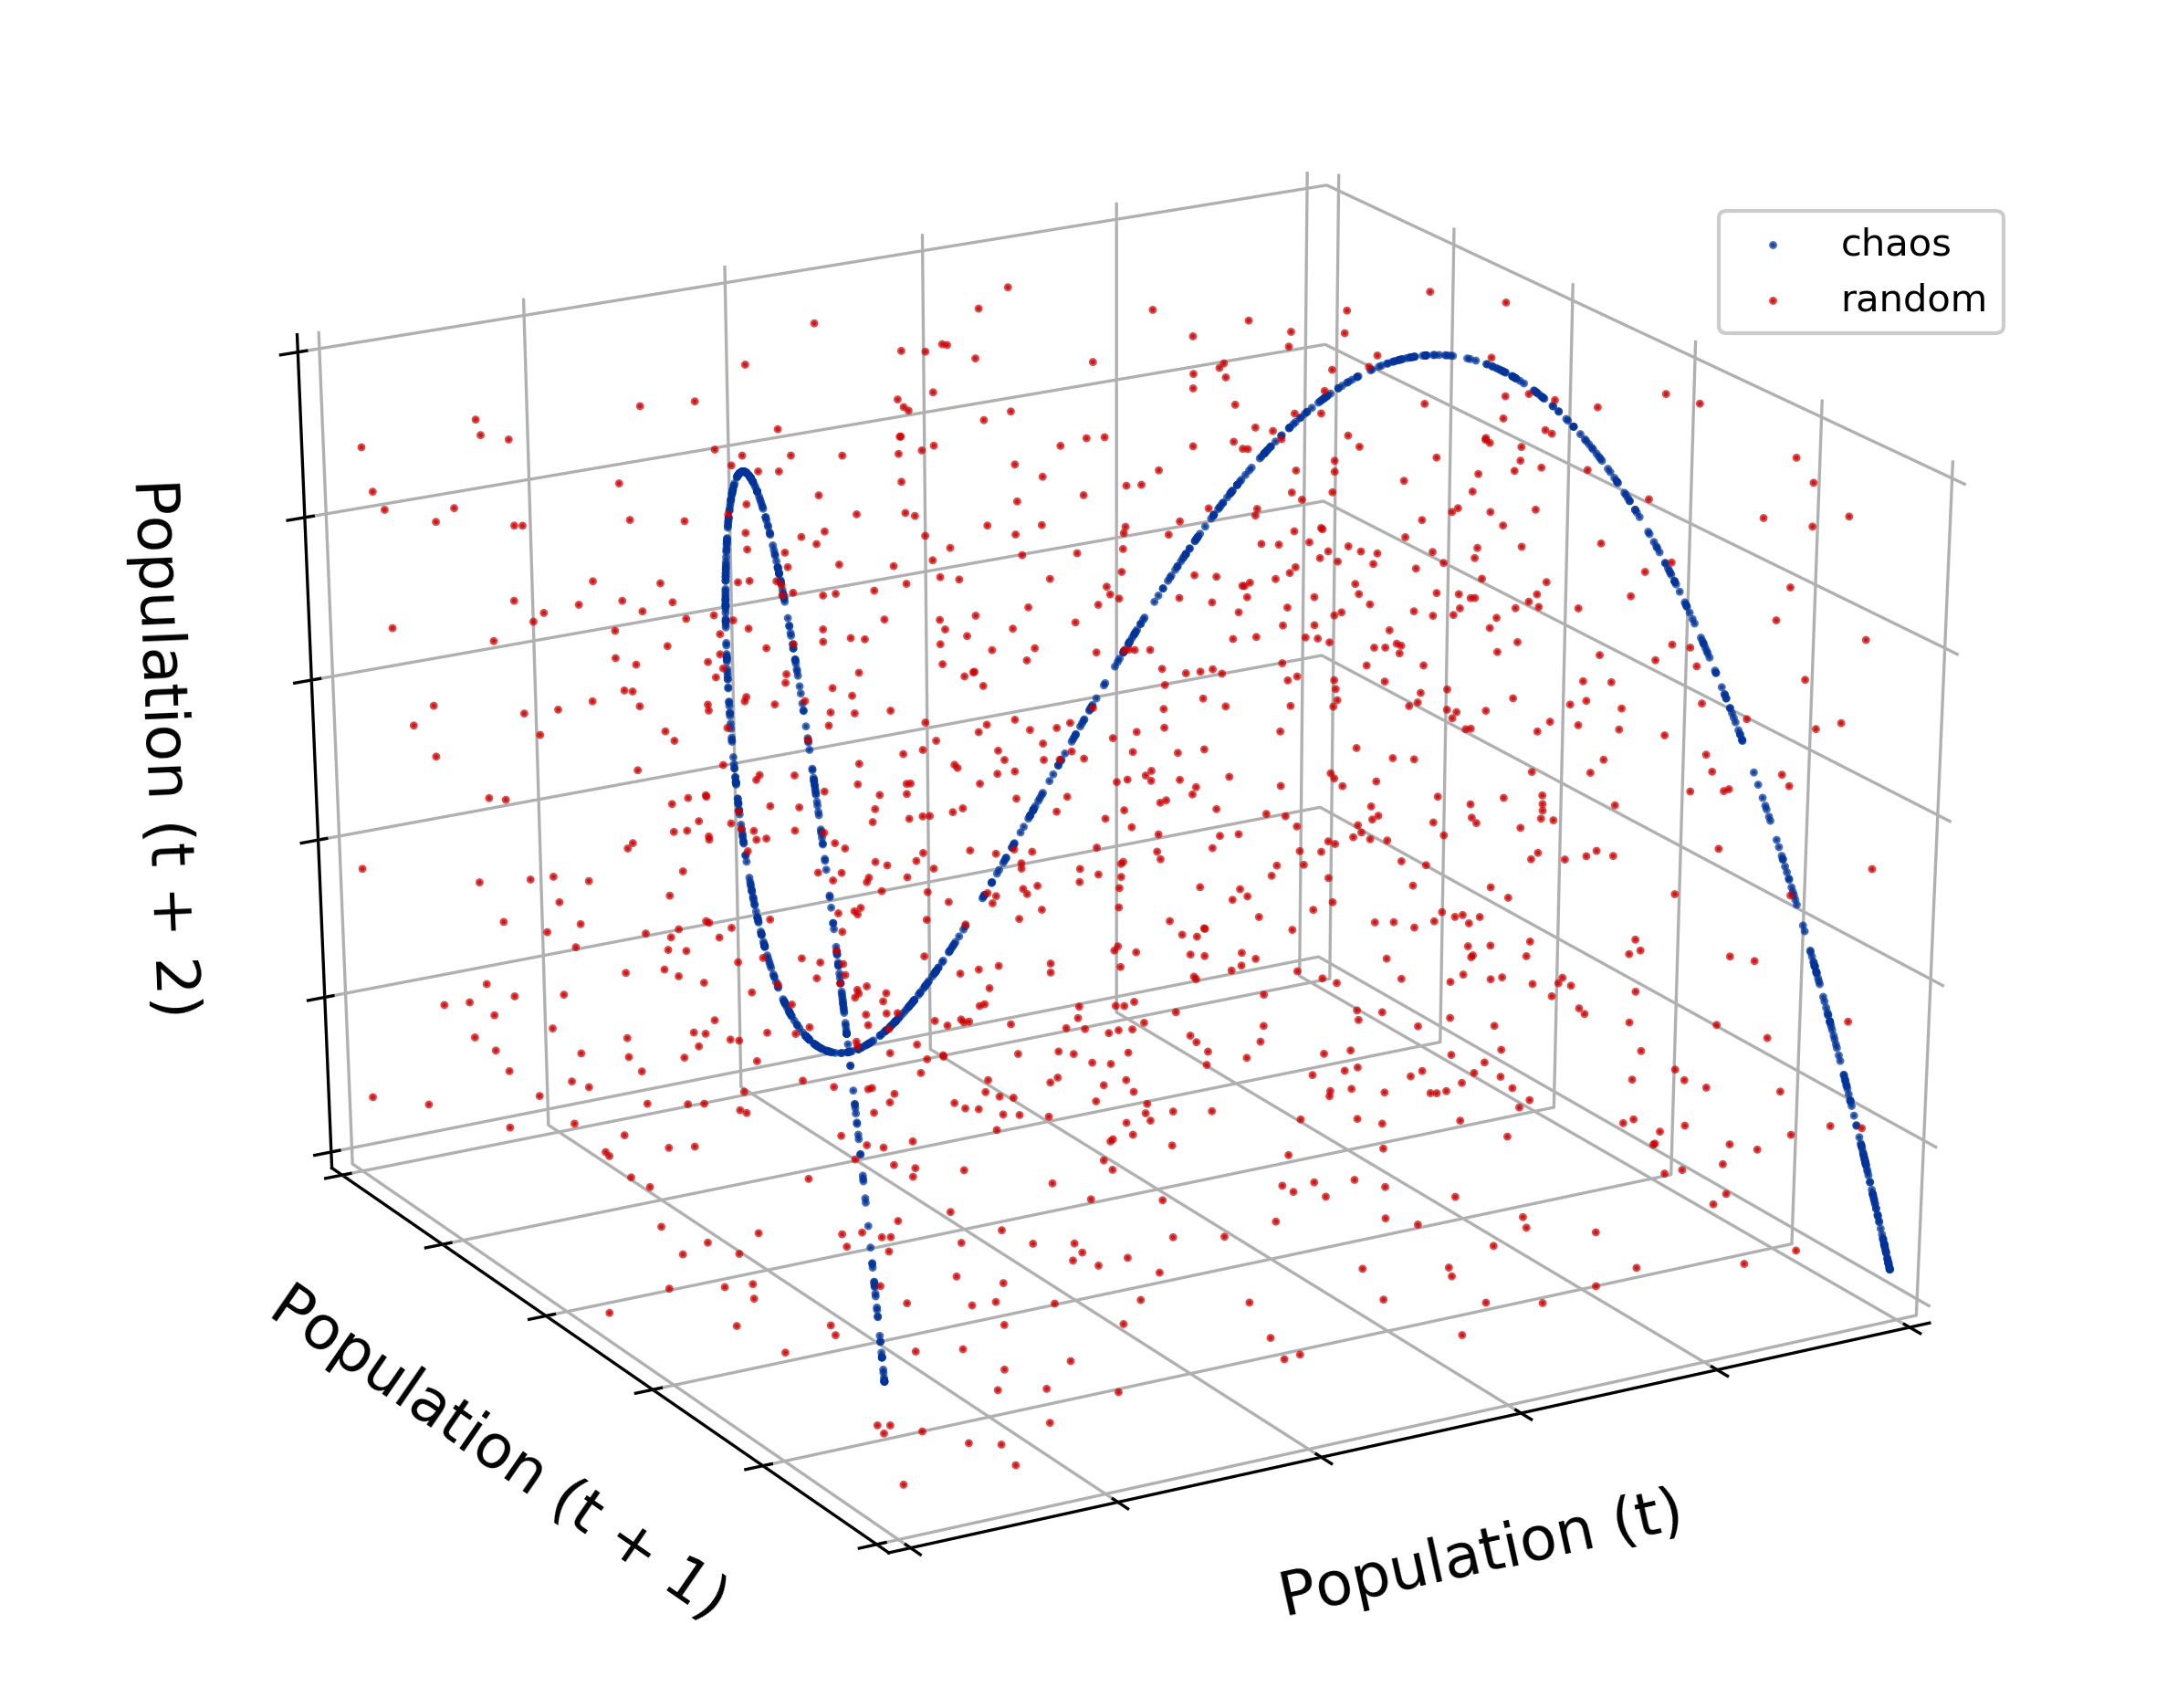 chaos
random
Population (t + 2)
Population (t + 1)
Population (t)